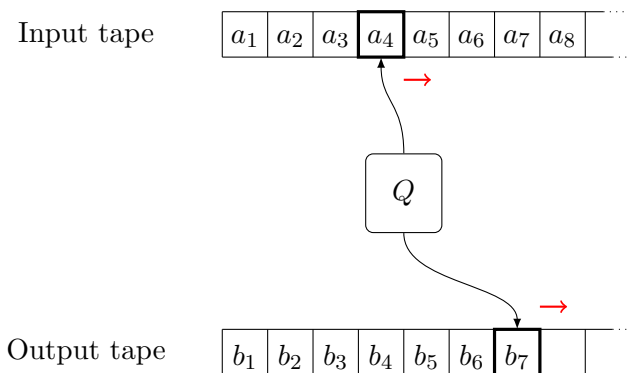 Input tape a₁ a₂ a₃ a₄ a₅ a₆ a₇ a₈
Q
Output tape b₁ b₂ b₃ b₄ b₅ b₆ b₇